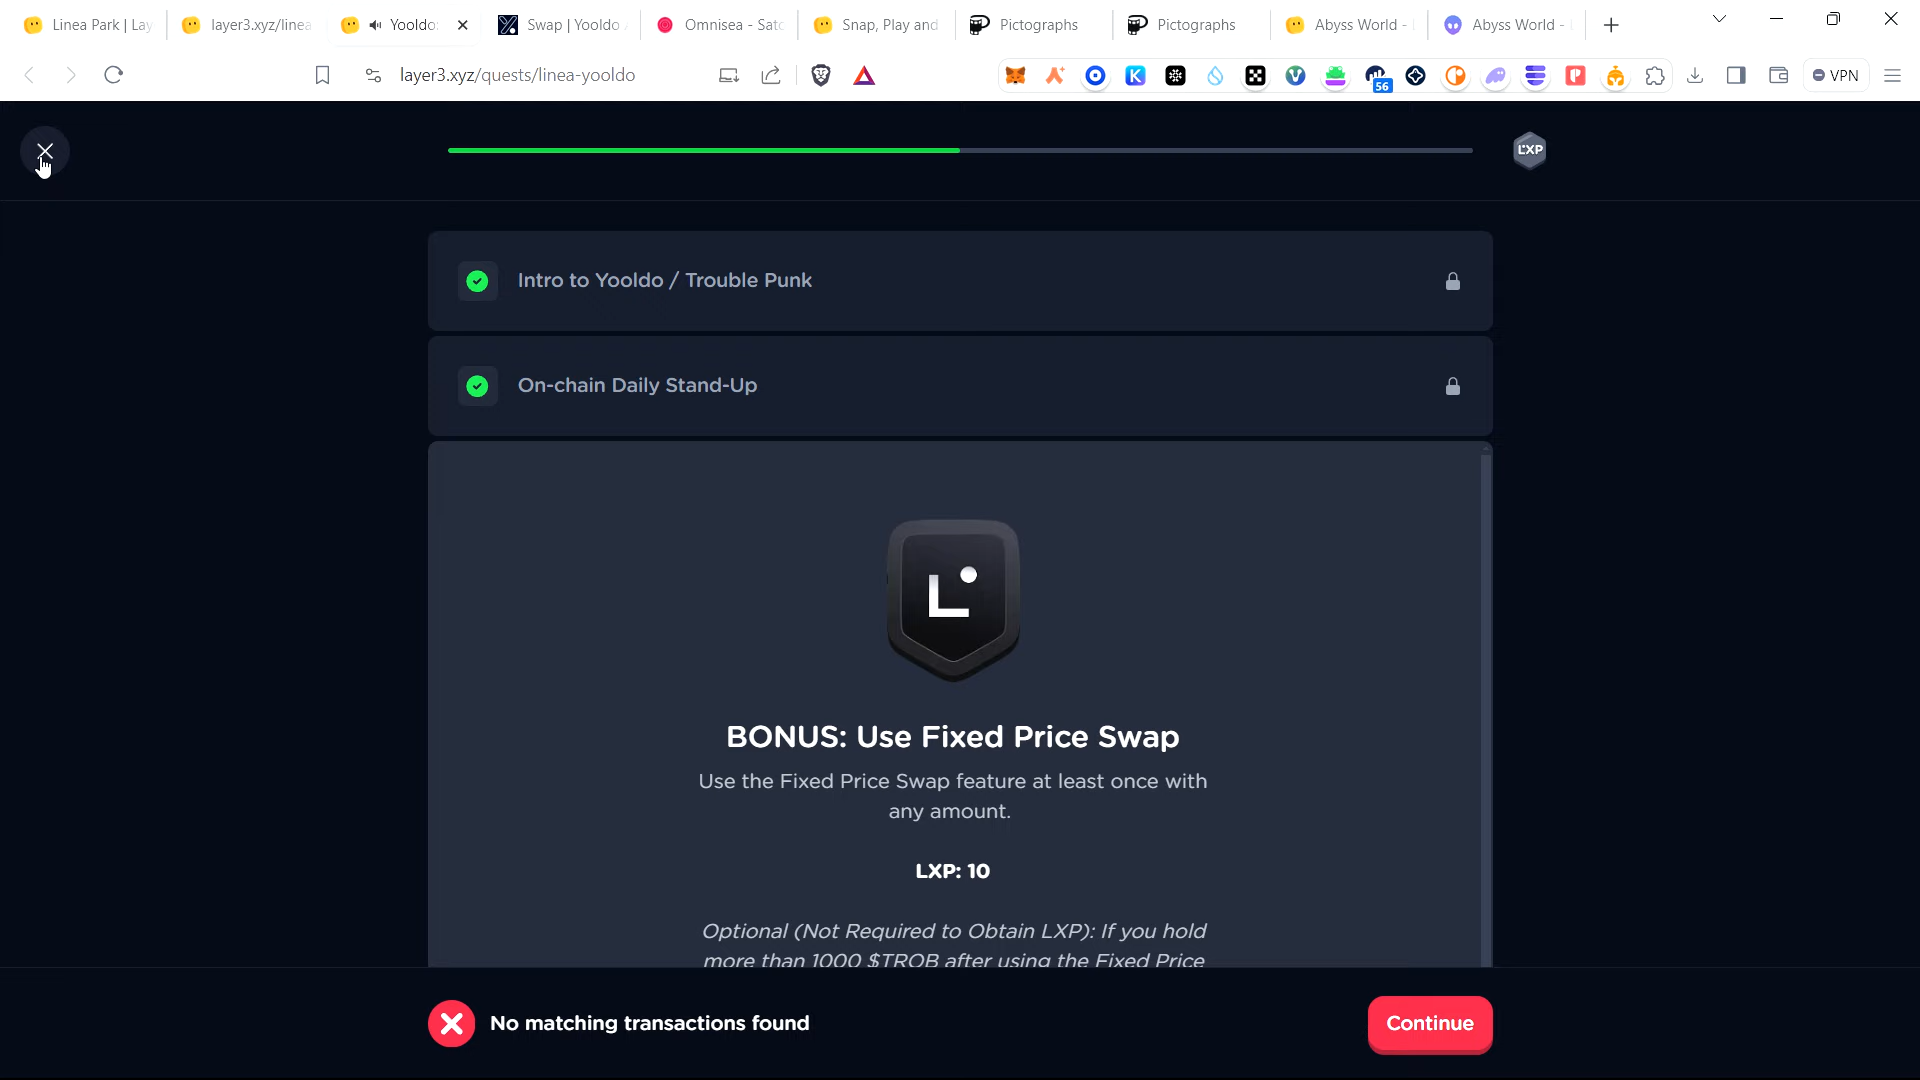 Linea Park | Lay
layer3.xyz/linea
Yooldo:
Swap | Yooldo
Omnisea - Sato
Snap, Play and
Pictographs
Pictographs
Abyss World -
Abyss World -
layer3.xyz/quests/linea-yooldo
56
VPN
LXP
Intro to Yooldo / Trouble Punk
On-chain Daily Stand-Up
BONUS: Use Fixed Price Swap
Use the Fixed Price Swap feature at least once with
any amount.
LXP: 10
Optional (Not Required to Obtain LXP): If you hold
more than 1000 $TROB after using the Fixed Price
No matching transactions found
Continue